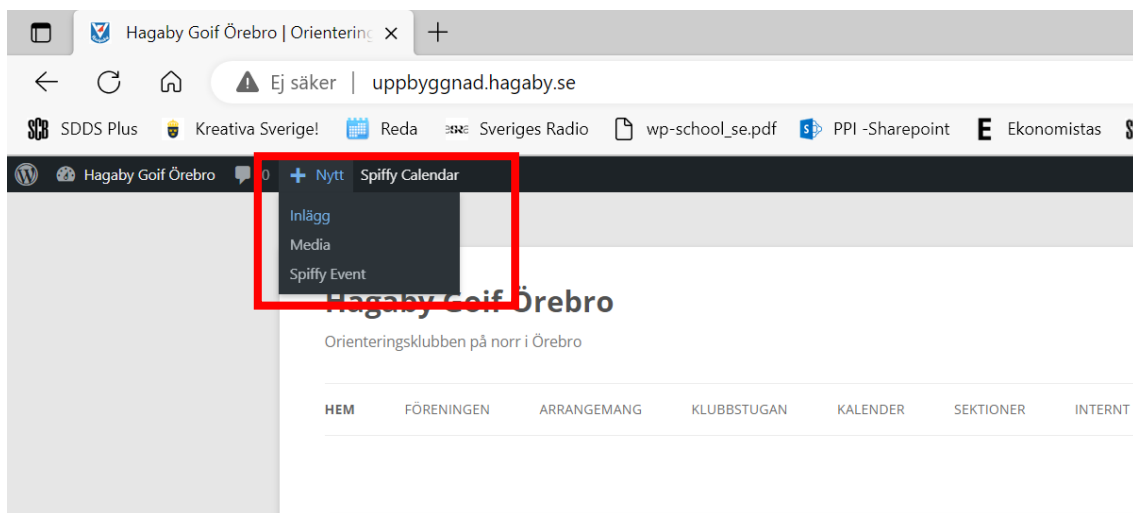 Hagaby Goif Örebro | Orientering
Ej säker | uppbyggnad.hagaby.se
SCB SDDS Plus Kreativa Sverige! Reda Sveriges Radio wp-school_se.pdf PPI -Sharepoint E Ekonomistas
Hagaby Goif Örebro 0 + Nytt Spiffy Calendar
Inlägg
Media
Spiffy Event
Hagaby Goif Örebro
Orienteringsklubben på norr i Örebro
HEM FÖRENINGEN ARRANGEMANG KLUBBSTUGAN KALENDER SEKTIONER INTERNT